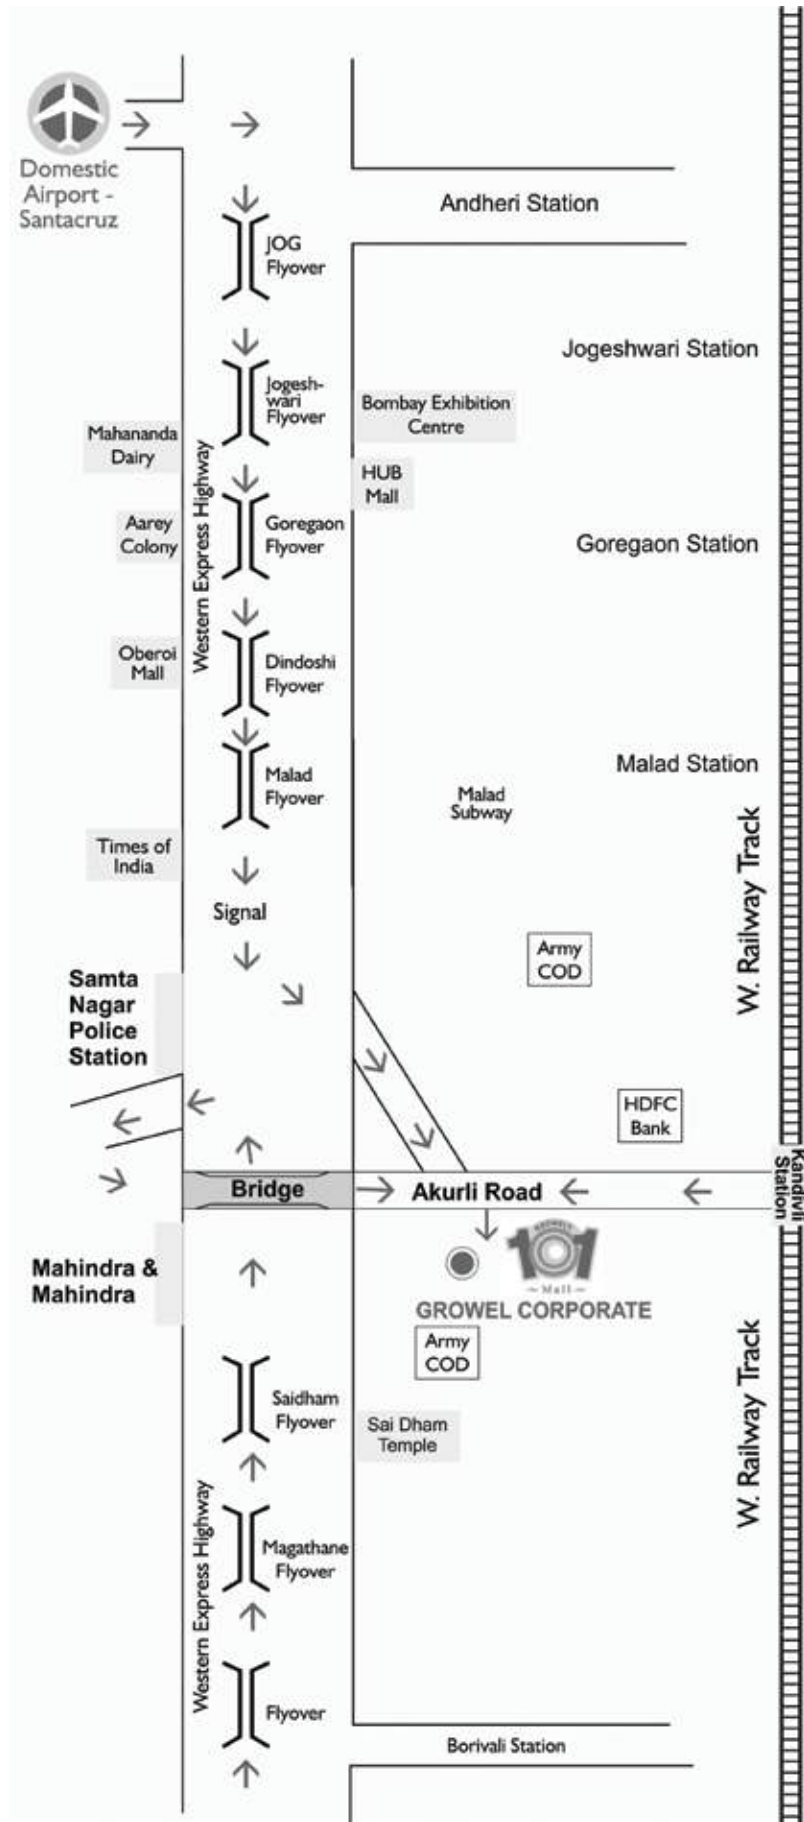 Domestic
Airport -
Santacruz
Andheri Station
JOG
Flyover
Jogeshwari Station
Jogesh-
wari
Flyover
Bombay Exhibition
Centre
Mahananda
Dairy
HUB
Mall
Western Express Highway
Aarey
Colony
Goregaon
Flyover
Goregaon Station
Oberoi
Mall
Dindoshi
Flyover
Malad Station
Malad
Flyover
Malad
Subway
Times of
India
W. Railway Track
Signal
Army
COD
Samta
Nagar
Police
Station
HDFC
Bank
Kandivli
Station
Bridge
Akurli Road
GROWEL'S
101
~ Mall ~
Mahindra &
Mahindra
GROWEL CORPORATE
Army
COD
W. Railway Track
Saidham
Flyover
Sai Dham
Temple
Western Express Highway
Magathane
Flyover
Flyover
Borivali Station